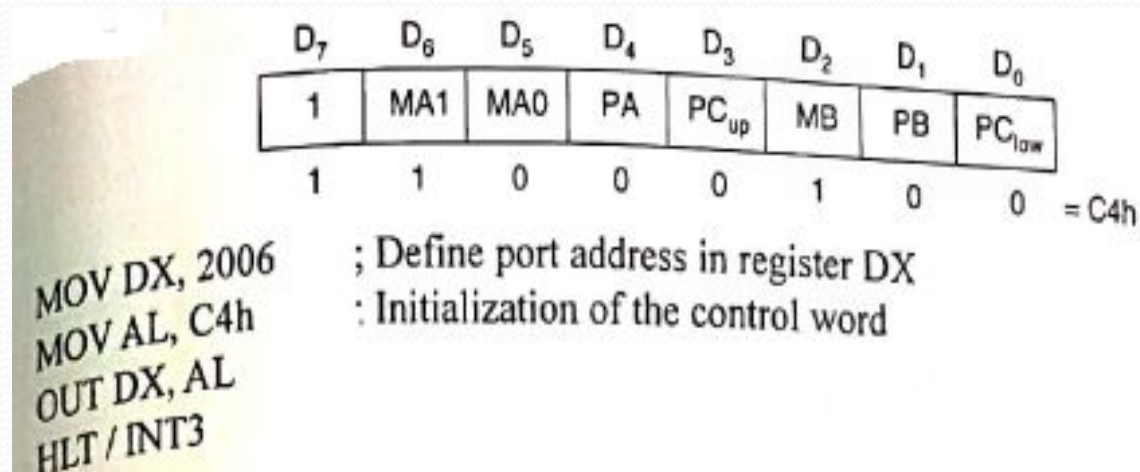 D₇ D₆ D₅ D₄ D₃ D₂ D₁ D₀
1 MA1 MA0 PA PCup MB PB PClow
1 1 0 0 0 1 0 0 = C4h
MOV DX, 2006 ; Define port address in register DX
MOV AL, C4h : Initialization of the control word
OUT DX, AL
HLT / INT3